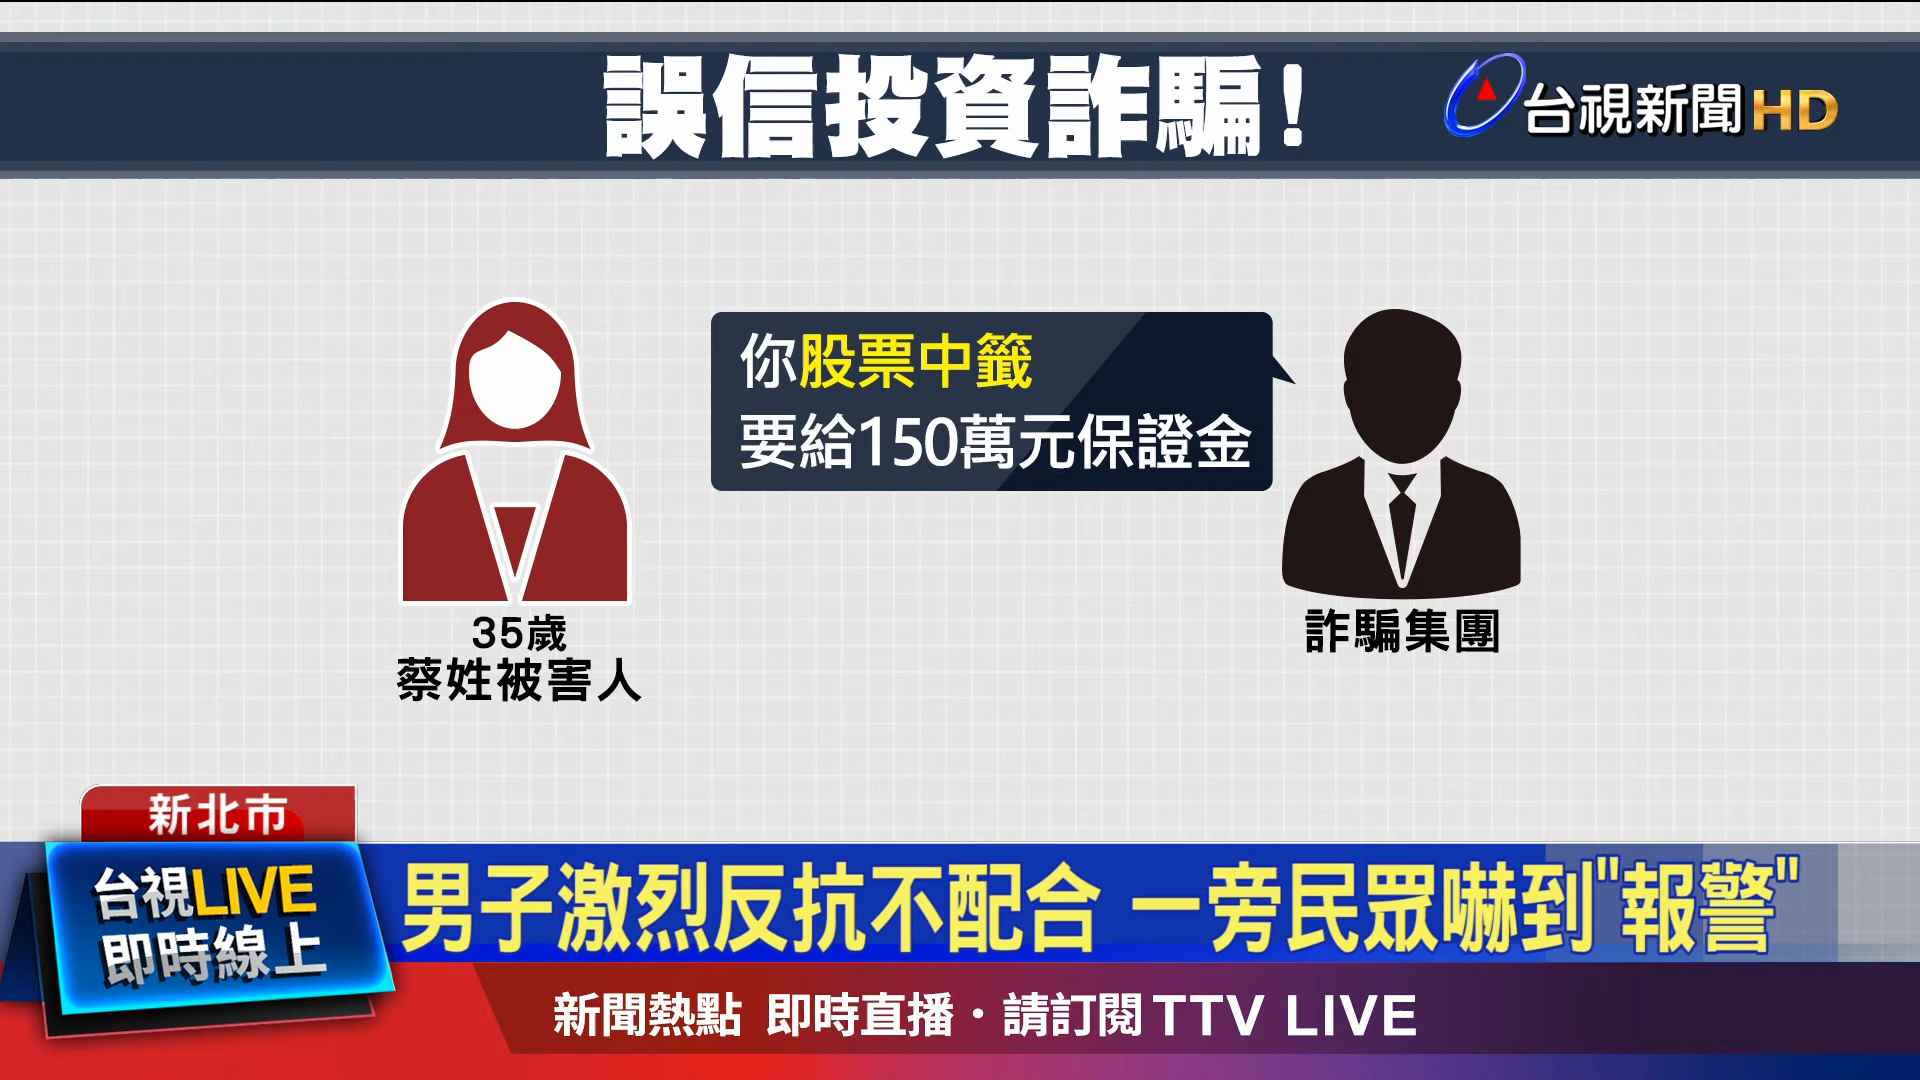 誤信投資詐騙!
台視新聞HD
你股票中籤
要給150萬元保證金
35歲
蔡姓被害人
詐騙集團
新北市
台視LIVE
即時線上
男子激烈反抗不配合 一旁民眾嚇到"報警"
新聞熱點 即時直播・請訂閱TTV LIVE